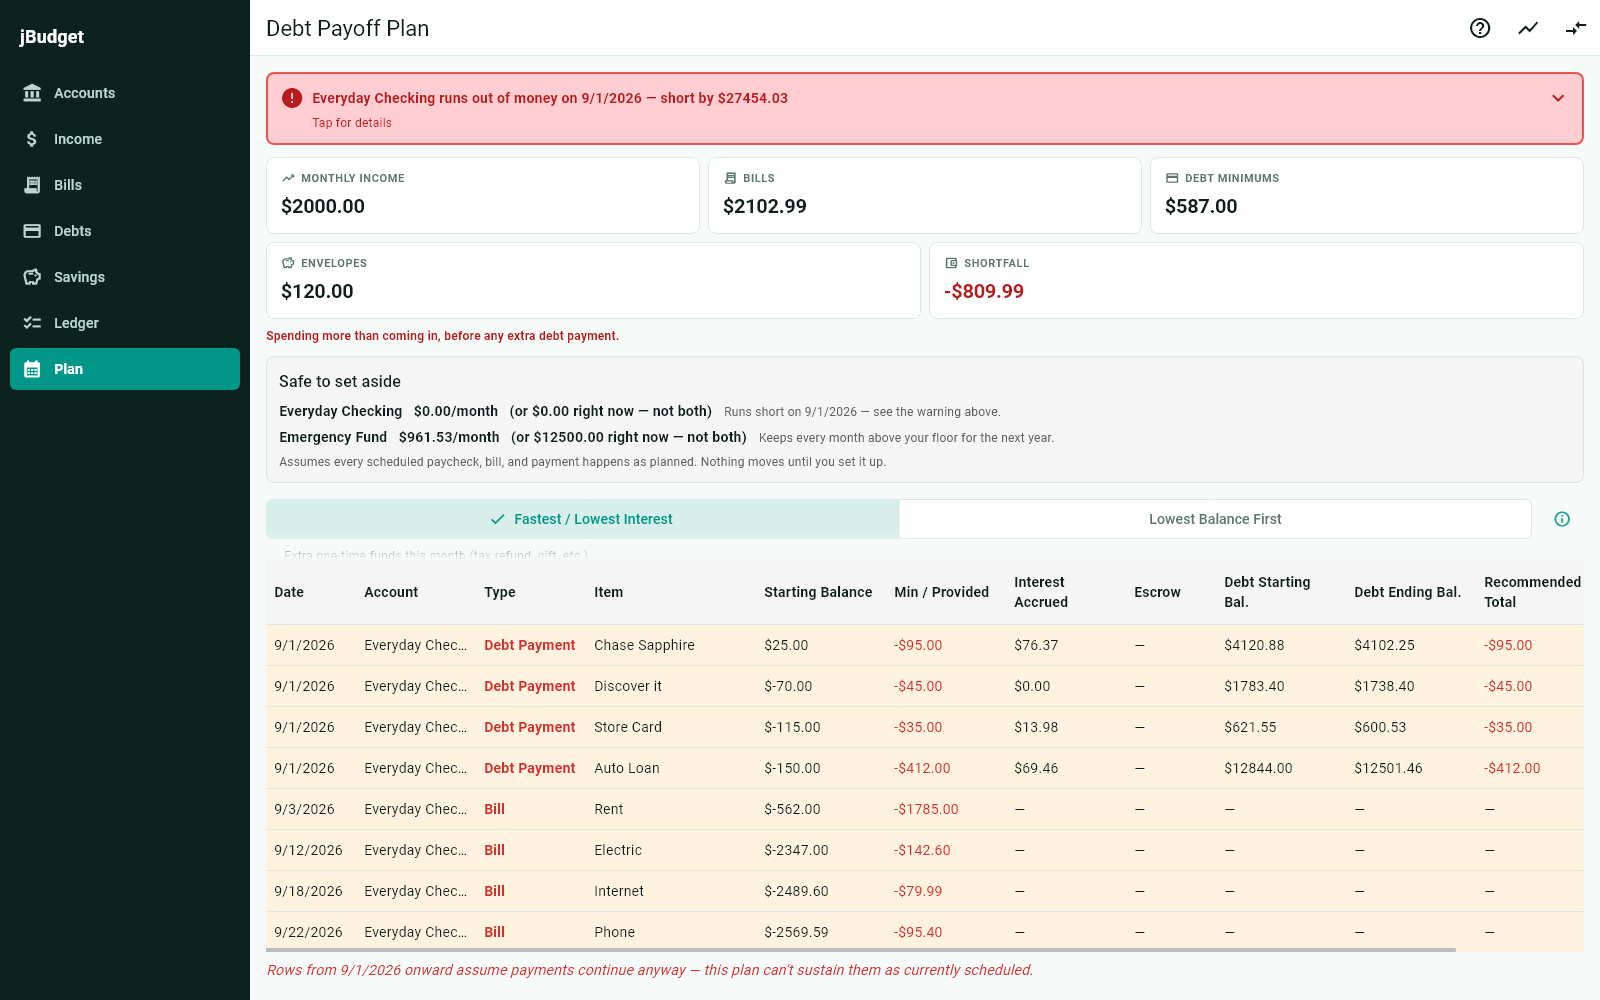 jBudget
Accounts
Income
Bills
Debts
Savings
Ledger
Plan
Debt Payoff Plan
Everyday Checking runs out of money on 9/1/2026 — short by $27454.03
Tap for details
MONTHLY INCOME
$2000.00
BILLS
$2102.99
DEBT MINIMUMS
$587.00
ENVELOPES
$120.00
SHORTFALL
-$809.99
Spending more than coming in, before any extra debt payment.
Safe to set aside
Everyday Checking $0.00/month (or $0.00 right now — not both) Runs short on 9/1/2026 — see the warning above.
Emergency Fund $961.53/month (or $12500.00 right now — not both) Keeps every month above your floor for the next year.
Assumes every scheduled paycheck, bill, and payment happens as planned. Nothing moves until you set it up.
Fastest / Lowest Interest
Lowest Balance First
Extra one-time funds this month (tax refund, gift, etc.)
Date Account Type Item Starting Balance Min / Provided Interest Accrued Escrow Debt Starting Bal. Debt Ending Bal. Recommended Total
9/1/2026 Everyday Chec... Debt Payment Chase Sapphire $25.00 -$95.00 $76.37 — $4120.88 $4102.25 -$95.00
9/1/2026 Everyday Chec... Debt Payment Discover it $-70.00 -$45.00 $0.00 — $1783.40 $1738.40 -$45.00
9/1/2026 Everyday Chec... Debt Payment Store Card $-115.00 -$35.00 $13.98 — $621.55 $600.53 -$35.00
9/1/2026 Everyday Chec... Debt Payment Auto Loan $-150.00 -$412.00 $69.46 — $12844.00 $12501.46 -$412.00
9/3/2026 Everyday Chec... Bill Rent $-562.00 -$1785.00 — — — — —
9/12/2026 Everyday Chec... Bill Electric $-2347.00 -$142.60 — — — — —
9/18/2026 Everyday Chec... Bill Internet $-2489.60 -$79.99 — — — — —
9/22/2026 Everyday Chec... Bill Phone $-2569.59 -$95.40 — — — — —
Rows from 9/1/2026 onward assume payments continue anyway — this plan can't sustain them as currently scheduled.